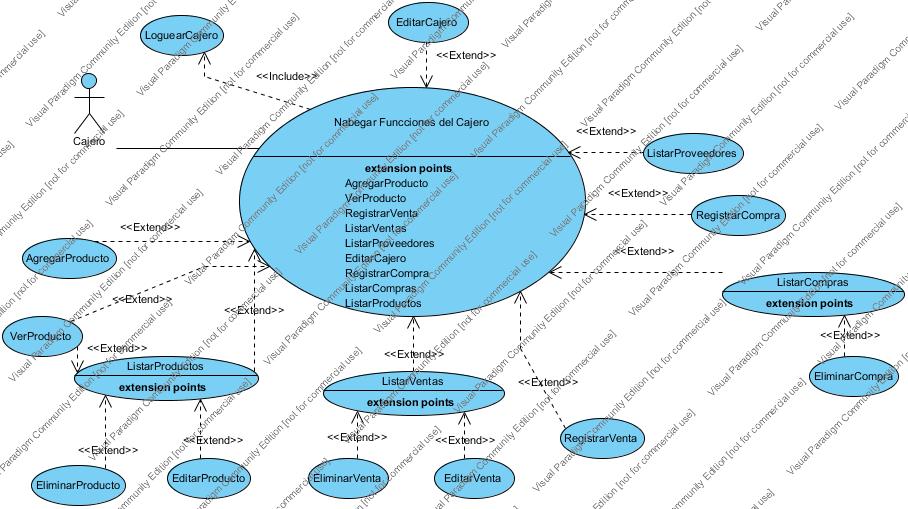 EditarCajero
LoguearCajero
<<Extend>>
<<Include>>
Cajero
Nabegar Funcciones del Cajero
extension points
AgregarProducto
VerProducto
RegistrarVenta
ListarVentas
ListarProveedores
EditarCajero
RegistrarCompra
ListarCompras
ListarProductos
<<Extend>>
ListarProveedores
<<Extend>>
RegistrarCompra
<<Extend>>
ListarCompras
extension points
<<Extend>>
EliminarCompra
<<Extend>>
AgregarProducto
<<Extend>>
VerProducto
<<Extend>>
<<Extend>>
ListarProductos
extension points
<<Extend>>
<<Extend>>
EliminarProducto
EditarProducto
<<Extend>>
ListarVentas
extension points
<<Extend>>
<<Extend>>
EliminarVenta
EditarVenta
<<Extend>>
RegistrarVenta
Visual Paradigm Community Edition [not for commercial use]